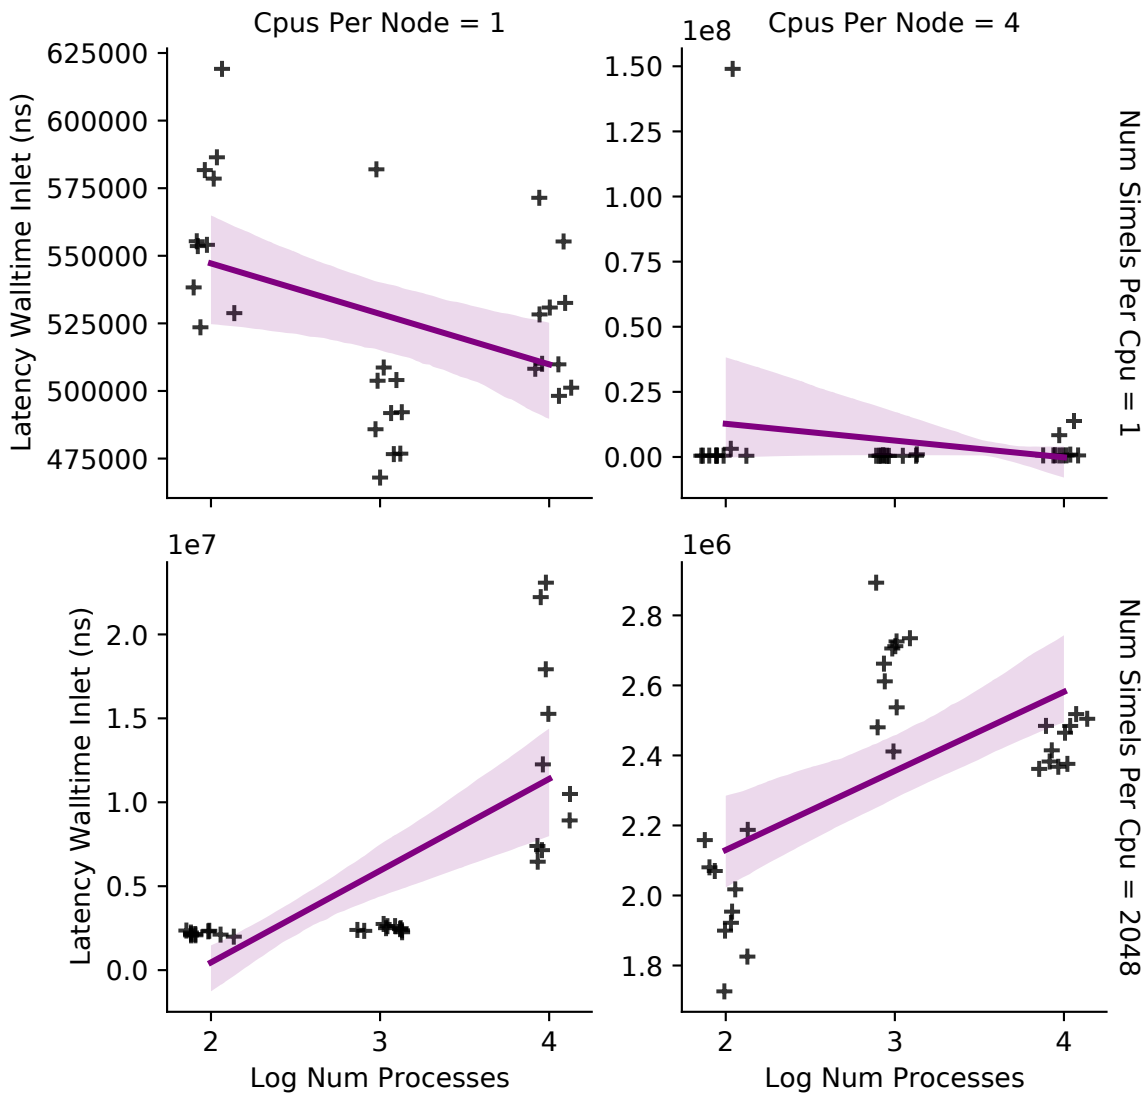 Cpus Per Node = 1
Cpus Per Node = 4
1e8
625000
600000
575000
550000
525000
500000
475000
Latency Walltime Inlet (ns)
1.50
1.25
1.00
0.75
0.50
0.25
0.00
Num Simels Per Cpu = 1
1e7
2.0
1.5
1.0
0.5
0.0
Latency Walltime Inlet (ns)
2
3
4
Log Num Processes
1e6
2.8
2.6
2.4
2.2
2.0
1.8
2
3
4
Log Num Processes
Num Simels Per Cpu = 2048